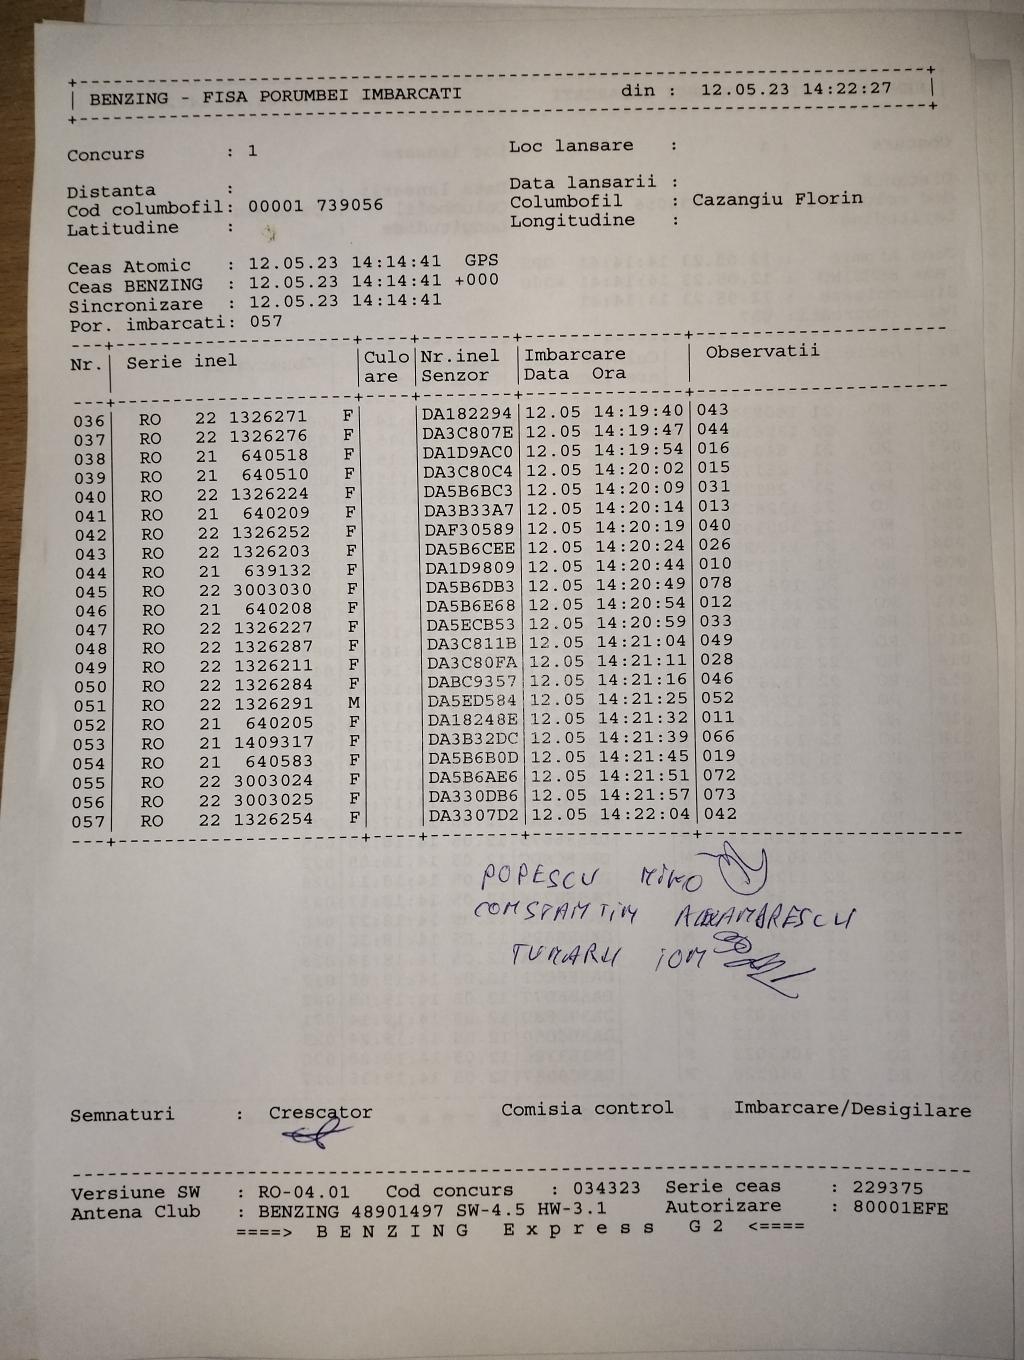 BENZING - FISA PORUMBEI IMBARCATI din : 12.05.23 14:22:27
Concurs : 1 Loc lansare :
Distanta : Data lansarii :
Cod columbofil: 00001 739056 Columbofil : Cazangiu Florin
Latitudine : Longitudine :
Ceas Atomic : 12.05.23 14:14:41 GPS
Ceas BENZING : 12.05.23 14:14:41 +000
Sincronizare : 12.05.23 14:14:41
Por. imbarcati: 057
Nr. Serie inel Culo Nr.inel Imbarcare Observatii
are Senzor Data Ora
036 RO 22 1326271 F DA182294 12.05 14:19:40 043
037 RO 22 1326276 F DA3C807E 12.05 14:19:47 044
038 RO 21 640518 F DA1D9AC0 12.05 14:19:54 016
039 RO 21 640510 F DA3C80C4 12.05 14:20:02 015
040 RO 22 1326224 F DA5B6BC3 12.05 14:20:09 031
041 RO 21 640209 F DA3B33A7 12.05 14:20:14 013
042 RO 22 1326252 F DAF30589 12.05 14:20:19 040
043 RO 22 1326203 F DA5B6CEE 12.05 14:20:24 026
044 RO 21 639132 F DA1D9809 12.05 14:20:44 010
045 RO 22 3003030 F DA5B6DB3 12.05 14:20:49 078
046 RO 21 640208 F DA5B6E68 12.05 14:20:54 012
047 RO 22 1326227 F DA5ECB53 12.05 14:20:59 033
048 RO 22 1326287 F DA3C811B 12.05 14:21:04 049
049 RO 22 1326211 F DA3C80FA 12.05 14:21:11 028
050 RO 22 1326284 F DABC9357 12.05 14:21:16 046
051 RO 22 1326291 M DA5ED584 12.05 14:21:25 052
052 RO 21 640205 F DA18248E 12.05 14:21:32 011
053 RO 21 1409317 F DA3B32DC 12.05 14:21:39 066
054 RO 21 640583 F DA5B6B0D 12.05 14:21:45 019
055 RO 22 3003024 F DA5B6AE6 12.05 14:21:51 072
056 RO 22 3003025 F DA330DB6 12.05 14:21:57 073
057 RO 22 1326254 F DA3307D2 12.05 14:22:04 042
POPESCU
CONSTANTIN
ION
Semnaturi : Crescator Comisia control Imbarcare/Desigilare
Versiune SW : RO-04.01 Cod concurs : 034323 Serie ceas : 229375
Antena Club : BENZING 48901497 SW-4.5 HW-3.1 Autorizare : 80001EFE
====> B E N Z I N G E x p r e s s G 2 <====